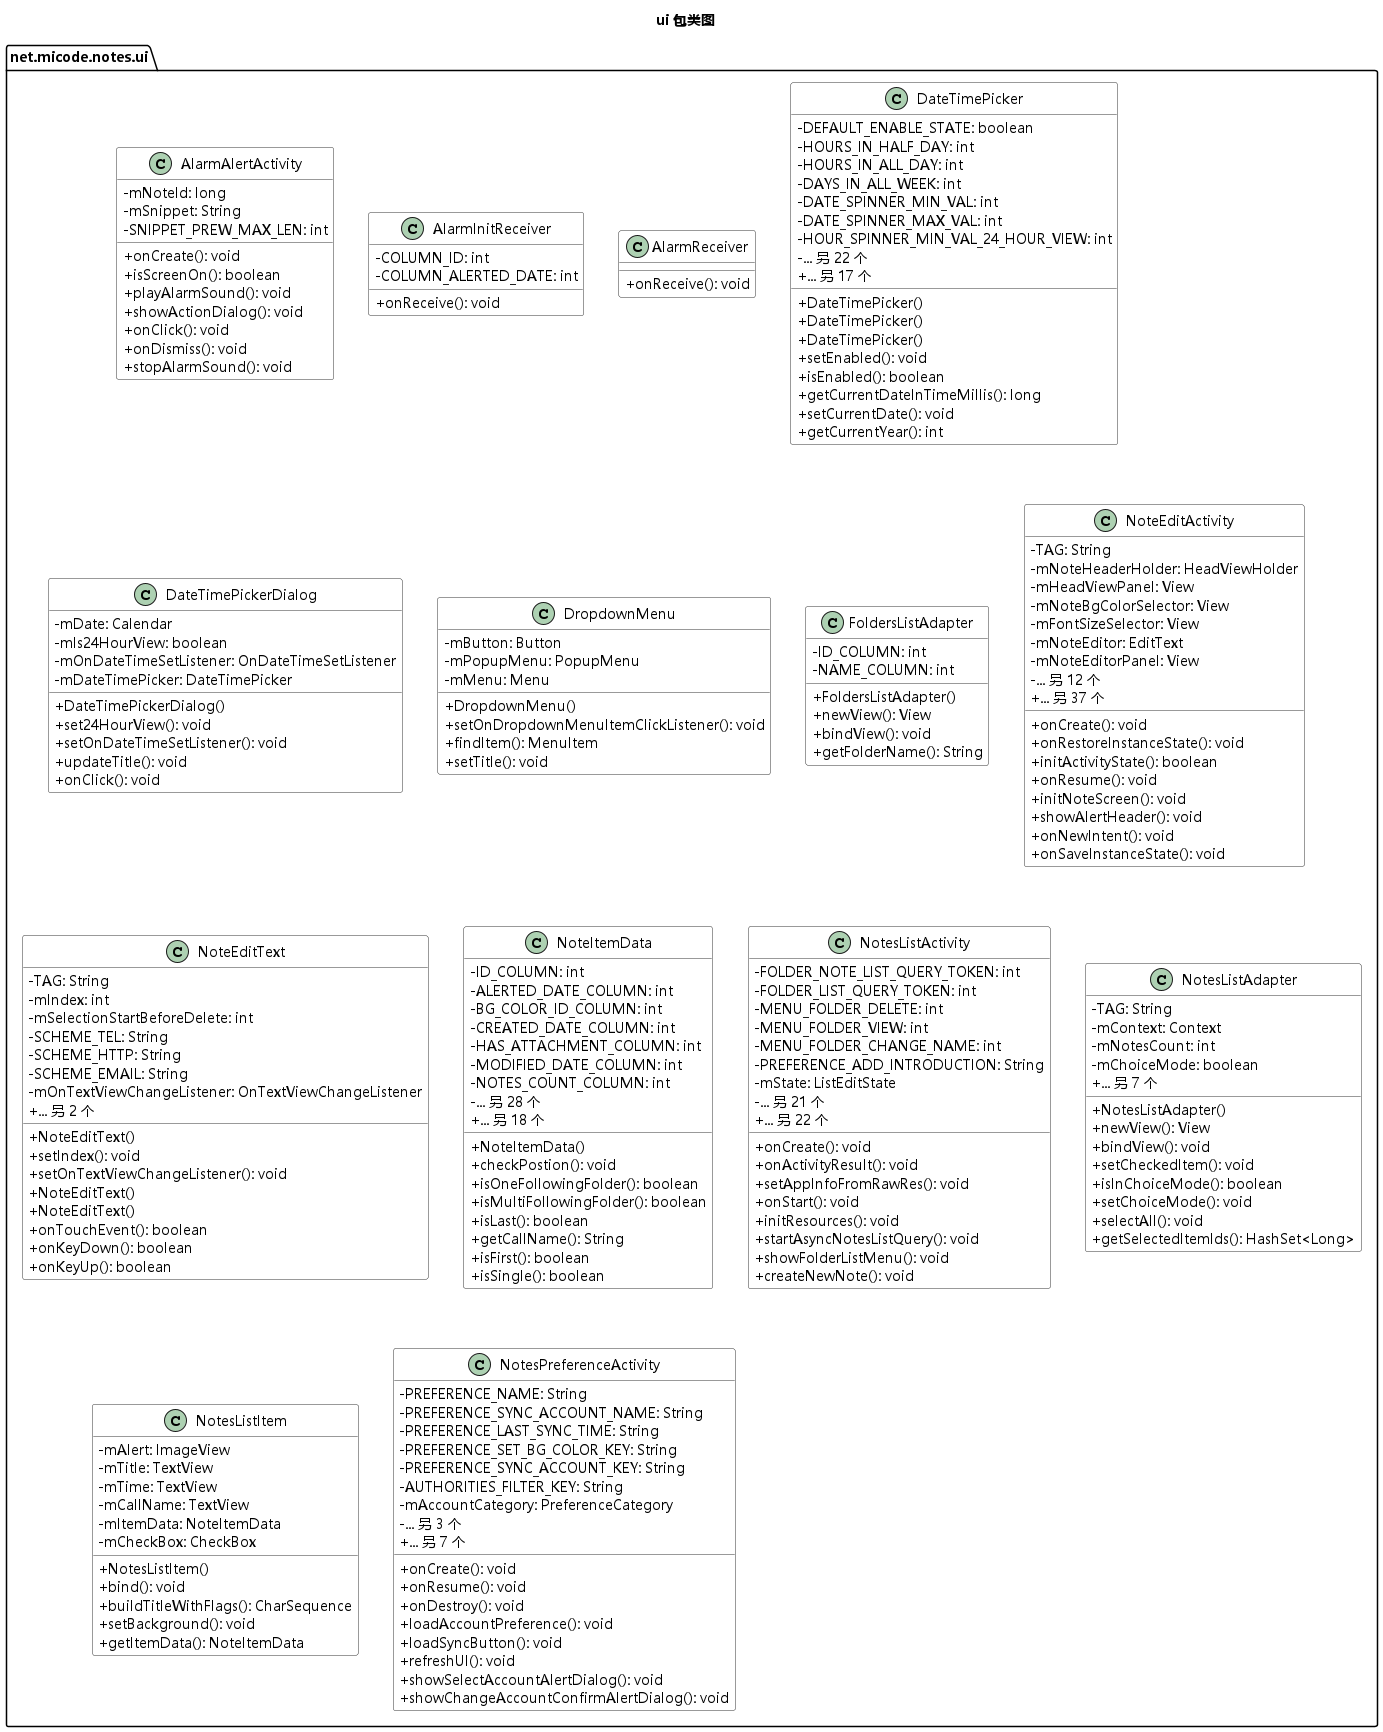 ui 包类图
net.micode.notes.ui
C AlarmAlertActivity
-mNoteId: long
-mSnippet: String
-SNIPPET_PREW_MAX_LEN: int
+onCreate(): void
+isScreenOn(): boolean
+playAlarmSound(): void
+showActionDialog(): void
+onClick(): void
+onDismiss(): void
+stopAlarmSound(): void
C AlarmInitReceiver
-COLUMN_ID: int
-COLUMN_ALERTED_DATE: int
+onReceive(): void
C AlarmReceiver
+onReceive(): void
C DateTimePicker
-DEFAULT_ENABLE_STATE: boolean
-HOURS_IN_HALF_DAY: int
-HOURS_IN_ALL_DAY: int
-DAYS_IN_ALL_WEEK: int
-DATE_SPINNER_MIN_VAL: int
-DATE_SPINNER_MAX_VAL: int
-HOUR_SPINNER_MIN_VAL_24_HOUR_VIEW: int
-... 另 22 个
+... 另 17 个
+DateTimePicker()
+DateTimePicker()
+DateTimePicker()
+setEnabled(): void
+isEnabled(): boolean
+getCurrentDateInTimeMillis(): long
+setCurrentDate(): void
+getCurrentYear(): int
C DateTimePickerDialog
-mDate: Calendar
-mIs24HourView: boolean
-mOnDateTimeSetListener: OnDateTimeSetListener
-mDateTimePicker: DateTimePicker
+DateTimePickerDialog()
+set24HourView(): void
+setOnDateTimeSetListener(): void
+updateTitle(): void
+onClick(): void
C DropdownMenu
-mButton: Button
-mPopupMenu: PopupMenu
-mMenu: Menu
+DropdownMenu()
+setOnDropdownMenuItemClickListener(): void
+findItem(): MenuItem
+setTitle(): void
C FoldersListAdapter
-ID_COLUMN: int
-NAME_COLUMN: int
+FoldersListAdapter()
+newView(): View
+bindView(): void
+getFolderName(): String
C NoteEditActivity
-TAG: String
-mNoteHeaderHolder: HeadViewHolder
-mHeadViewPanel: View
-mNoteBgColorSelector: View
-mFontSizeSelector: View
-mNoteEditor: EditText
-mNoteEditorPanel: View
-... 另 12 个
+... 另 37 个
+onCreate(): void
+onRestoreInstanceState(): void
+initActivityState(): boolean
+onResume(): void
+initNoteScreen(): void
+showAlertHeader(): void
+onNewIntent(): void
+onSaveInstanceState(): void
C NoteEditText
-TAG: String
-mIndex: int
-mSelectionStartBeforeDelete: int
-SCHEME_TEL: String
-SCHEME_HTTP: String
-SCHEME_EMAIL: String
-mOnTextViewChangeListener: OnTextViewChangeListener
+... 另 2 个
+NoteEditText()
+setIndex(): void
+setOnTextViewChangeListener(): void
+NoteEditText()
+NoteEditText()
+onTouchEvent(): boolean
+onKeyDown(): boolean
+onKeyUp(): boolean
C NoteItemData
-ID_COLUMN: int
-ALERTED_DATE_COLUMN: int
-BG_COLOR_ID_COLUMN: int
-CREATED_DATE_COLUMN: int
-HAS_ATTACHMENT_COLUMN: int
-MODIFIED_DATE_COLUMN: int
-NOTES_COUNT_COLUMN: int
-... 另 28 个
+... 另 18 个
+NoteItemData()
+checkPostion(): void
+isOneFollowingFolder(): boolean
+isMultiFollowingFolder(): boolean
+isLast(): boolean
+getCallName(): String
+isFirst(): boolean
+isSingle(): boolean
C NotesListActivity
-FOLDER_NOTE_LIST_QUERY_TOKEN: int
-FOLDER_LIST_QUERY_TOKEN: int
-MENU_FOLDER_DELETE: int
-MENU_FOLDER_VIEW: int
-MENU_FOLDER_CHANGE_NAME: int
-PREFERENCE_ADD_INTRODUCTION: String
-mState: ListEditState
-... 另 21 个
+... 另 22 个
+onCreate(): void
+onActivityResult(): void
+setAppInfoFromRawRes(): void
+onStart(): void
+initResources(): void
+startAsyncNotesListQuery(): void
+showFolderListMenu(): void
+createNewNote(): void
C NotesListAdapter
-TAG: String
-mContext: Context
-mNotesCount: int
-mChoiceMode: boolean
+... 另 7 个
+NotesListAdapter()
+newView(): View
+bindView(): void
+setCheckedItem(): void
+isInChoiceMode(): boolean
+setChoiceMode(): void
+selectAll(): void
+getSelectedItemIds(): HashSet<Long>
C NotesListItem
-mAlert: ImageView
-mTitle: TextView
-mTime: TextView
-mCallName: TextView
-mItemData: NoteItemData
-mCheckBox: CheckBox
+NotesListItem()
+bind(): void
+buildTitleWithFlags(): CharSequence
+setBackground(): void
+getItemData(): NoteItemData
C NotesPreferenceActivity
-PREFERENCE_NAME: String
-PREFERENCE_SYNC_ACCOUNT_NAME: String
-PREFERENCE_LAST_SYNC_TIME: String
-PREFERENCE_SET_BG_COLOR_KEY: String
-PREFERENCE_SYNC_ACCOUNT_KEY: String
-AUTHORITIES_FILTER_KEY: String
-mAccountCategory: PreferenceCategory
-... 另 3 个
+... 另 7 个
+onCreate(): void
+onResume(): void
+onDestroy(): void
+loadAccountPreference(): void
+loadSyncButton(): void
+refreshUI(): void
+showSelectAccountAlertDialog(): void
+showChangeAccountConfirmAlertDialog(): void